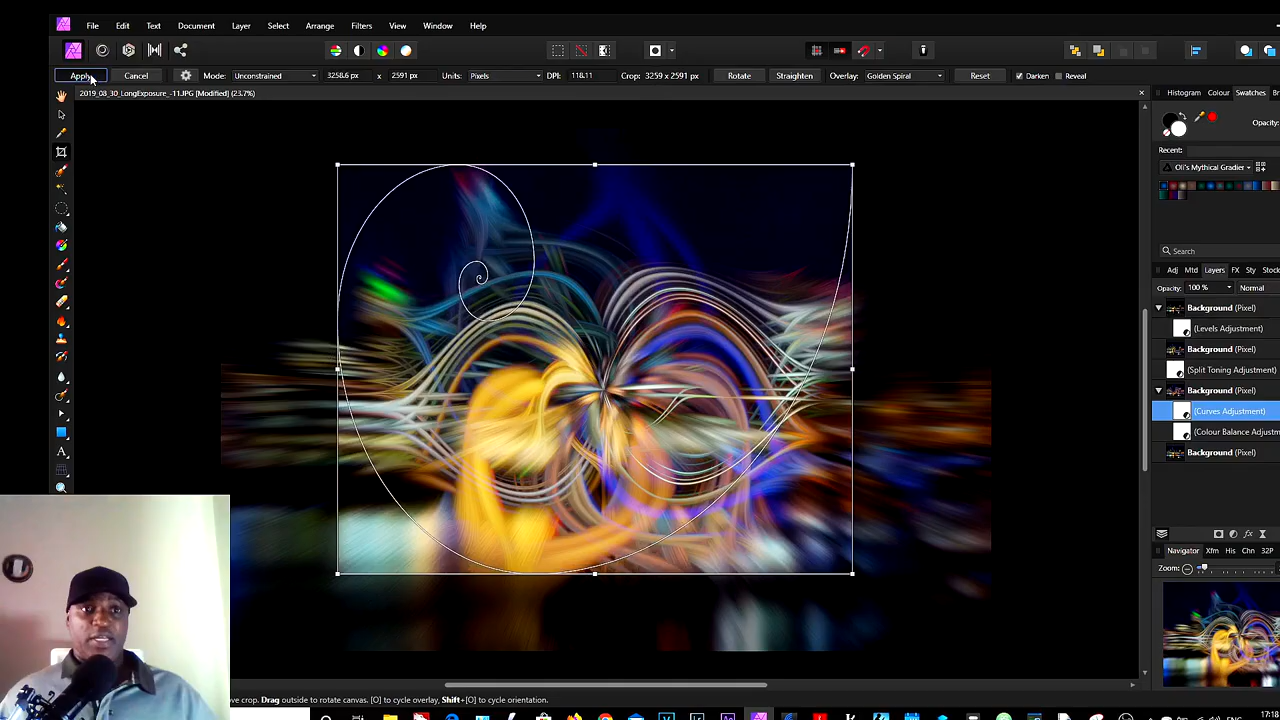 File Edit Text Document Layer Select Arrange Filters View Window Help
Apply Cancel Mode: Unconstrained 3258.6 px x 2591 px Units: Pixels DPI: 118.11 Crop: 3259 x 2591 px Rotate Straighten Overlay: Golden Spiral Reset Darken Reveal
2019_08_30_LongExposure_-11.JPG [Modified] (23.7%)
Histogram Colour Swatches Br
Opacity:
Recent:
Oli's Mythical Gradier
Search
Adj Mtd Layers FX Sty Stock
Opacity: 100 % Normal
Background (Pixel)
(Levels Adjustment)
Background (Pixel)
(Split Toning Adjustment)
Background (Pixel)
(Curves Adjustment)
(Colour Balance Adjustm
Background (Pixel)
Navigator Xfm His Chn 32P
Zoom:
ove crop. Drag outside to rotate canvas. [O] to cycle overlay, Shift+[O] to cycle orientation.
17:18